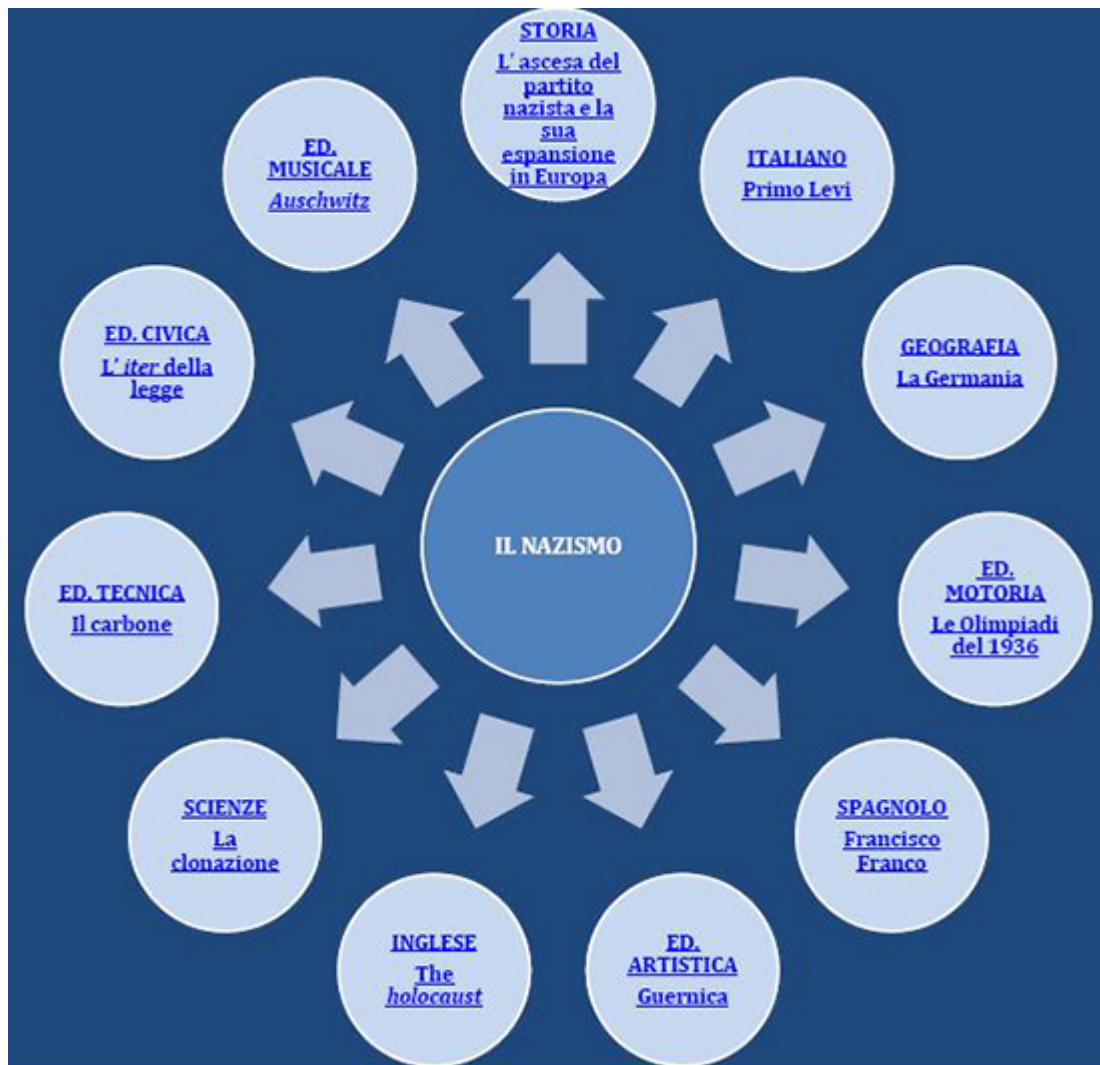 STORIA
L' ascesa del
partito
nazista e la
sua
espansione
in Europa
ITALIANO
Primo Levi
GEOGRAFIA
La Germania
ED.
MOTORIA
Le Olimpiadi
del 1936
SPAGNOLO
Francisco
Franco
ED.
ARTISTICA
Guernica
INGLESE
The
holocaust
SCIENZE
La
clonazione
ED. TECNICA
Il carbone
ED. CIVICA
L' iter della
legge
ED.
MUSICALE
Auschwitz
IL NAZISMO